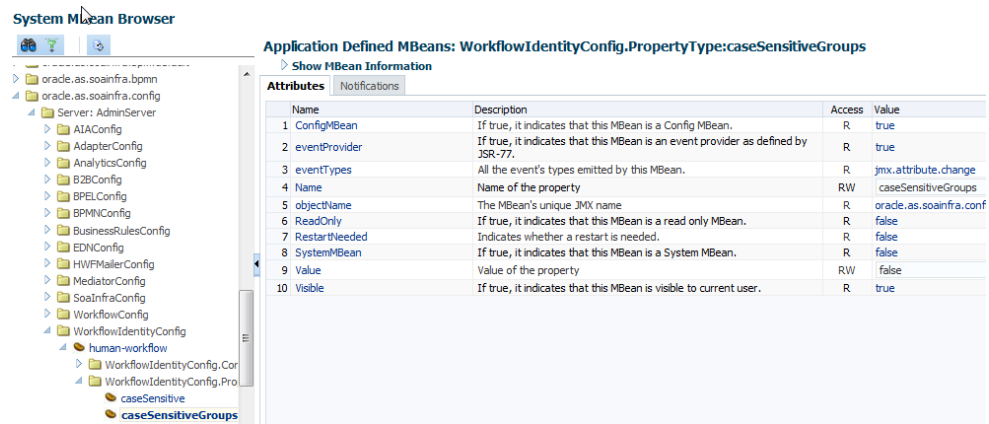 System MBean Browser
Application Defined MBeans: WorkflowIdentityConfig.PropertyType:caseSensitiveGroups
Show MBean Information
Attributes Notifications
oracle.as.soainfra.bpmn
oracle.as.soainfra.config
Server: AdminServer
AIAConfig
AdapterConfig
AnalyticsConfig
B2BConfig
BPELConfig
BPMNConfig
BusinessRulesConfig
EDNConfig
HWFMailerConfig
MediatorConfig
SoaInfraConfig
WorkflowConfig
WorkflowIdentityConfig
human-workflow
WorkflowIdentityConfig.Cor
WorkflowIdentityConfig.Pro
caseSensitive
caseSensitiveGroups
Name Description Access Value
1 ConfigMBean If true, it indicates that this MBean is a Config MBean. R true
2 eventProvider If true, it indicates that this MBean is an event provider as defined by R true
JSR-77.
3 eventTypes All the event's types emitted by this MBean. R jmx.attribute.change
4 Name Name of the property RW caseSensitiveGroups
5 objectName The MBean's unique JMX name R oracle.as.soainfra.conf
6 ReadOnly If true, it indicates that this MBean is a read only MBean. R false
7 RestartNeeded Indicates whether a restart is needed. R false
8 SystemMBean If true, it indicates that this MBean is a System MBean. R false
9 Value Value of the property RW false
10 Visible If true, it indicates that this MBean is visible to current user. R true